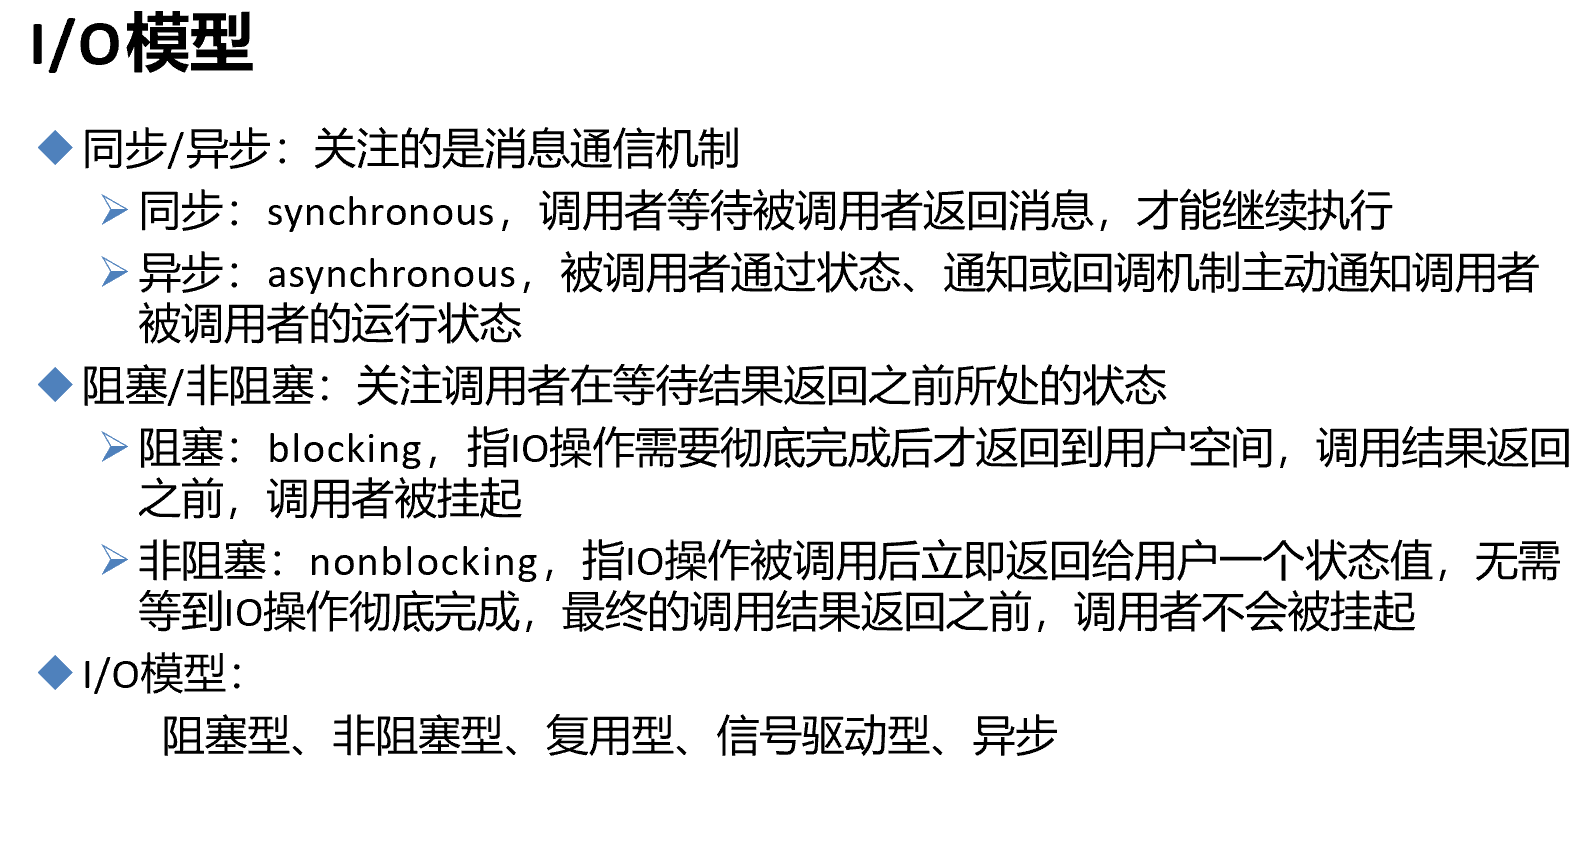 I/O模型
同步/异步：关注的是消息通信机制
同步：synchronous，调用者等待被调用者返回消息，才能继续执行
异步：asynchronous，被调用者通过状态、通知或回调机制主动通知调用者
被调用者的运行状态
阻塞/非阻塞：关注调用者在等待结果返回之前所处的状态
阻塞：blocking，指IO操作需要彻底完成后才返回到用户空间，调用结果返回
之前，调用者被挂起
非阻塞：nonblocking，指IO操作被调用后立即返回给用户一个状态值，无需
等到IO操作彻底完成，最终的调用结果返回之前，调用者不会被挂起
I/O模型：
阻塞型、非阻塞型、复用型、信号驱动型、异步